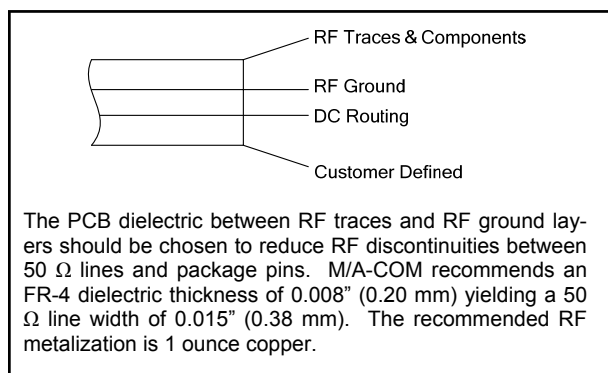 RF Traces & Components
RF Ground
DC Routing
Customer Defined
The PCB dielectric between RF traces and RF ground lay-
ers should be chosen to reduce RF discontinuities between
50 Ω lines and package pins. M/A-COM recommends an
FR-4 dielectric thickness of 0.008” (0.20 mm) yielding a 50
Ω line width of 0.015” (0.38 mm). The recommended RF
metalization is 1 ounce copper.